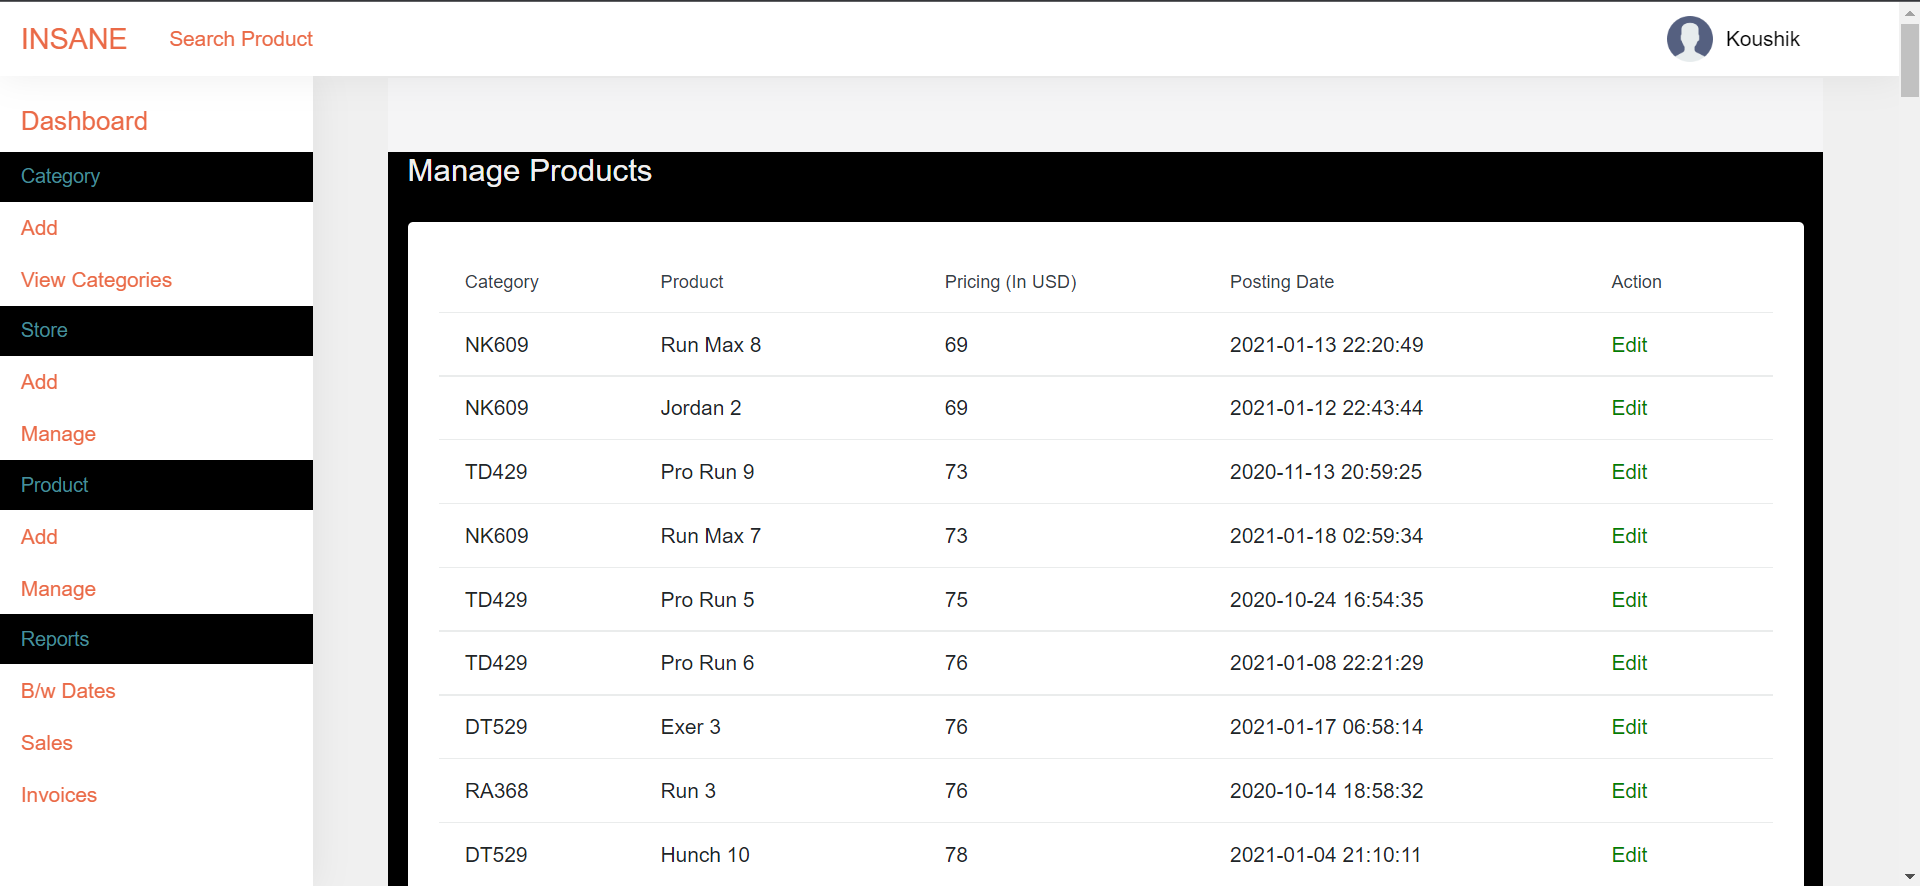 INSANE Search Product Koushik
Dashboard
Category
Add
View Categories
Store
Add
Manage
Product
Add
Manage
Reports
B/w Dates
Sales
Invoices
Manage Products
Category Product Pricing (In USD) Posting Date Action
NK609 Run Max 8 69 2021-01-13 22:20:49 Edit
NK609 Jordan 2 69 2021-01-12 22:43:44 Edit
TD429 Pro Run 9 73 2020-11-13 20:59:25 Edit
NK609 Run Max 7 73 2021-01-18 02:59:34 Edit
TD429 Pro Run 5 75 2020-10-24 16:54:35 Edit
TD429 Pro Run 6 76 2021-01-08 22:21:29 Edit
DT529 Exer 3 76 2021-01-17 06:58:14 Edit
RA368 Run 3 76 2020-10-14 18:58:32 Edit
DT529 Hunch 10 78 2021-01-04 21:10:11 Edit